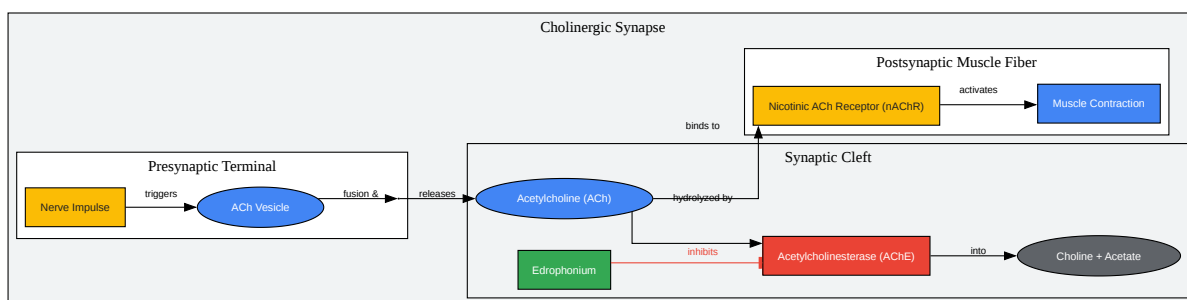 Cholinergic Synapse
Postsynaptic Muscle Fiber
Nicotinic ACh Receptor (nAChR)
activates
Muscle Contraction
binds to
Presynaptic Terminal
Nerve Impulse
triggers
ACh Vesicle
fusion &
releases
Synaptic Cleft
Acetylcholine (ACh)
hydrolyzed by
Edrophonium
inhibits
Acetylcholinesterase (AChE)
into
Choline + Acetate